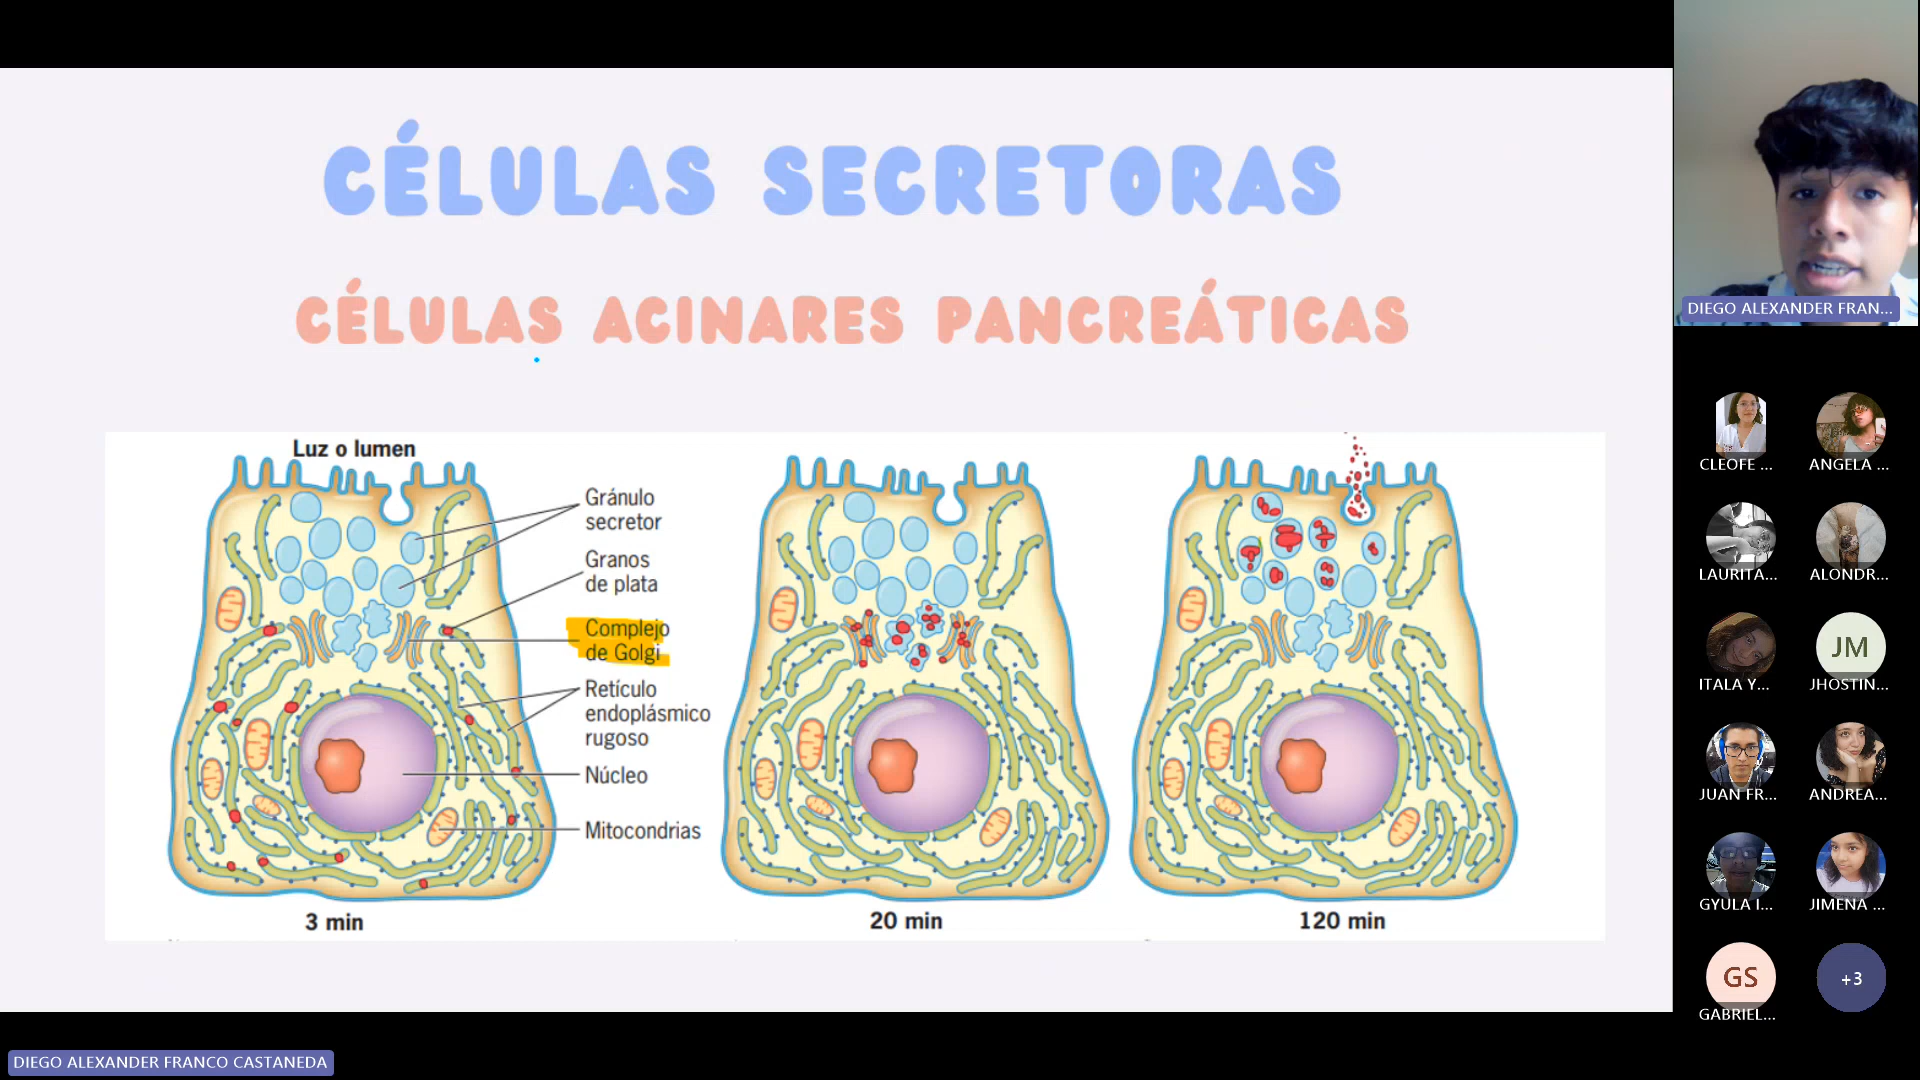 CÉLULAS SECRETORAS
CÉLULAS ACINARES PANCREÁTICAS
Luz o lumen
Gránulo
secretor
Granos
de plata
Complejo
de Golgi
Retículo
endoplásmico
rugoso
Núcleo
Mitocondrias
3 min
20 min
120 min
DIEGO ALEXANDER FRAN...
CLEOFE ...
ANGELA ...
LAURITA...
ALONDR...
ITALA Y...
JM
JHOSTIN...
JUAN FR...
ANDREA...
GYULA I...
JIMENA ...
GS
GABRIEL...
+3
DIEGO ALEXANDER FRANCO CASTANEDA